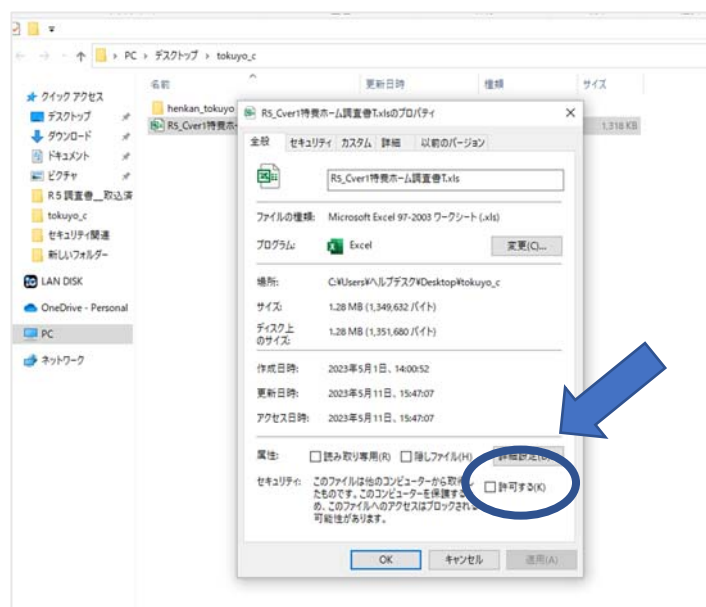 PC › デスクトップ › tokuyo_c
名前 更新日時 種類 サイズ
クイック アクセス
デスクトップ
ダウンロード
ドキュメント
ピクチャ
R5調査書__取込済
tokuyo_c
セキュリティ関連
新しいフォルダー
LAN DISK
OneDrive - Personal
PC
ネットワーク
henkan_tokuyo
R5_Cver1特養ホ
1,318 KB
R5_Cver1特養ホーム調査書T.xlsのプロパティ
全般 セキュリティ カスタム 詳細 以前のバージョン
R5_Cver1特養ホーム調査書T.xls
ファイルの種類: Microsoft Excel 97-2003 ワークシート (.xls)
プログラム: Excel 変更(C)...
場所: C:¥Users¥ヘルプデスク¥Desktop¥tokuyo_c
サイズ: 1.28 MB (1,349,632 バイト)
ディスク上
のサイズ: 1.28 MB (1,351,680 バイト)
作成日時: 2023年5月1日、14:00:52
更新日時: 2023年5月11日、15:47:07
アクセス日時: 2023年5月11日、15:47:07
属性: 読み取り専用(R) 隠しファイル(H) 詳細設定(D)...
セキュリティ: このファイルは他のコンピューターから取得し
たものです。このコンピューターを保護する
め、このファイルへのアクセスはブロックされる
可能性があります。
許可する(K)
OK キャンセル 適用(A)